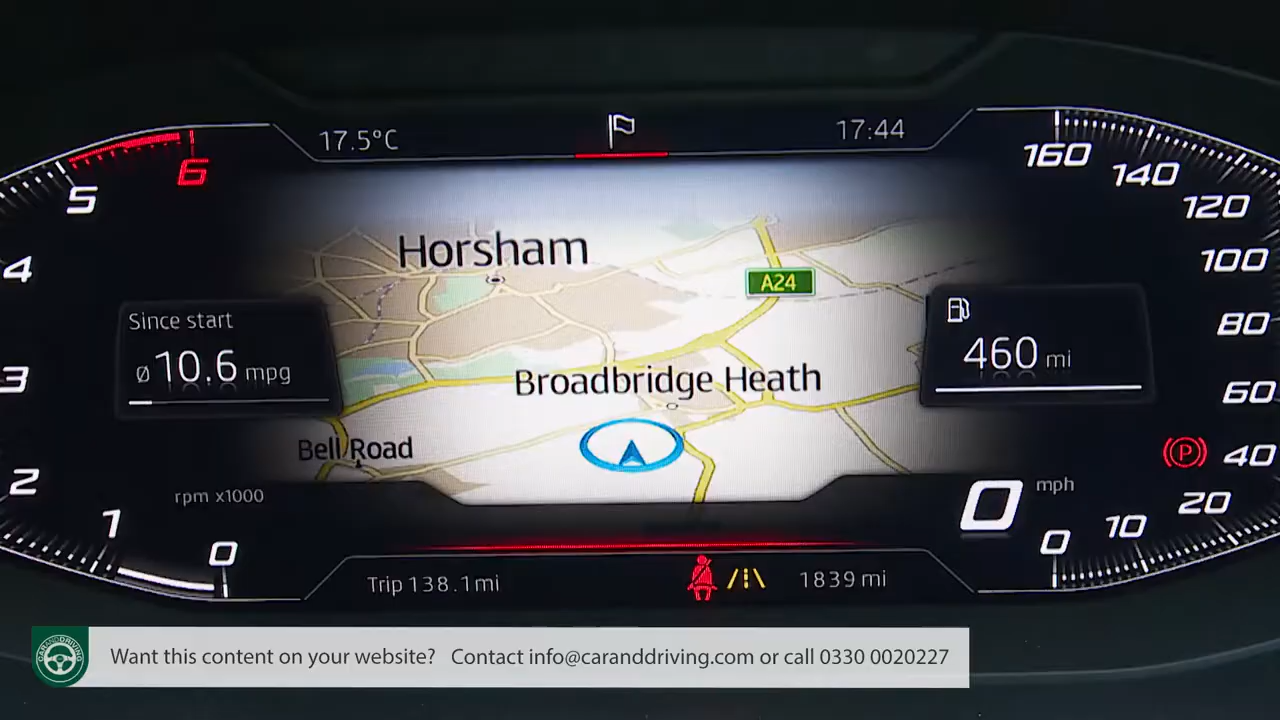 17.5°C
17:44
Horsham
A24
Broadbridge Heath
Bell Road
Since start
ø 10.6 mpg
460 mi
rpm x1000
0
1
2
3
4
5
6
160
140
120
100
80
60
40
20
10
0
P
0 mph
Trip 138.1mi
1839 mi
CARANDDRIVING
Want this content on your website? Contact info@caranddriving.com or call 0330 0020227